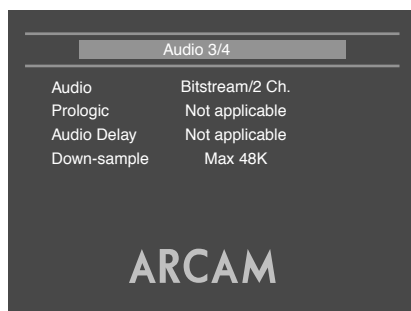 Audio 3/4
Audio Bitstream/2 Ch.
Prologic Not applicable
Audio Delay Not applicable
Down-sample Max 48K
ARCAM